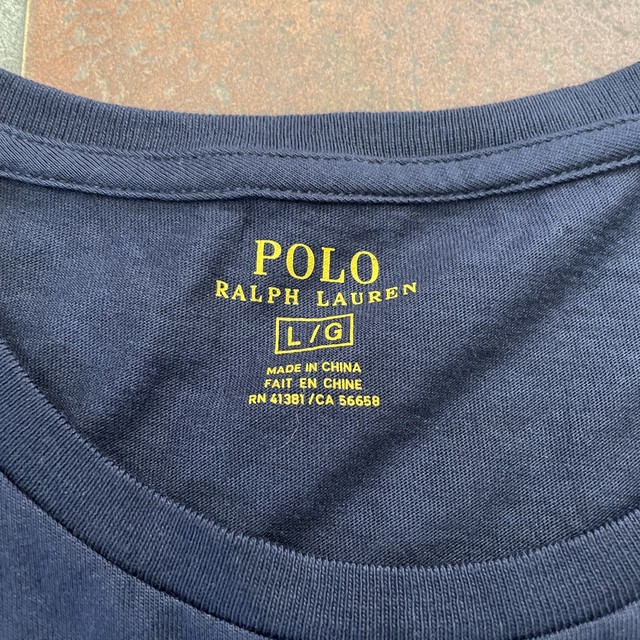 POLO
RALPH LAUREN
L/G
MADE IN CHINA
FAIT EN CHINE
RN 41381/CA 56658